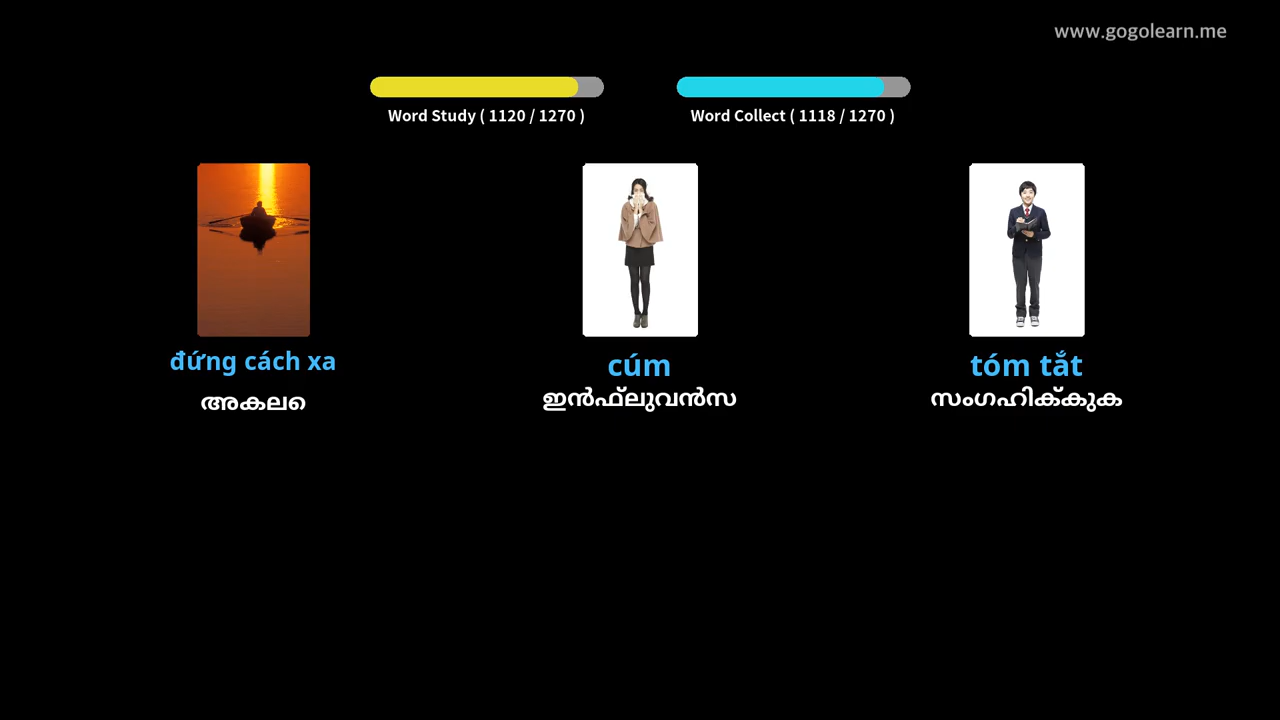 www.gogolearn.me
Word Study ( 1120 / 1270 )
Word Collect ( 1118 / 1270 )
đứng cách xa
cúm
tóm tắt
അകലെ
ഇൻഫ്ലുവൻസ
സംഗ്രഹിക്കുക